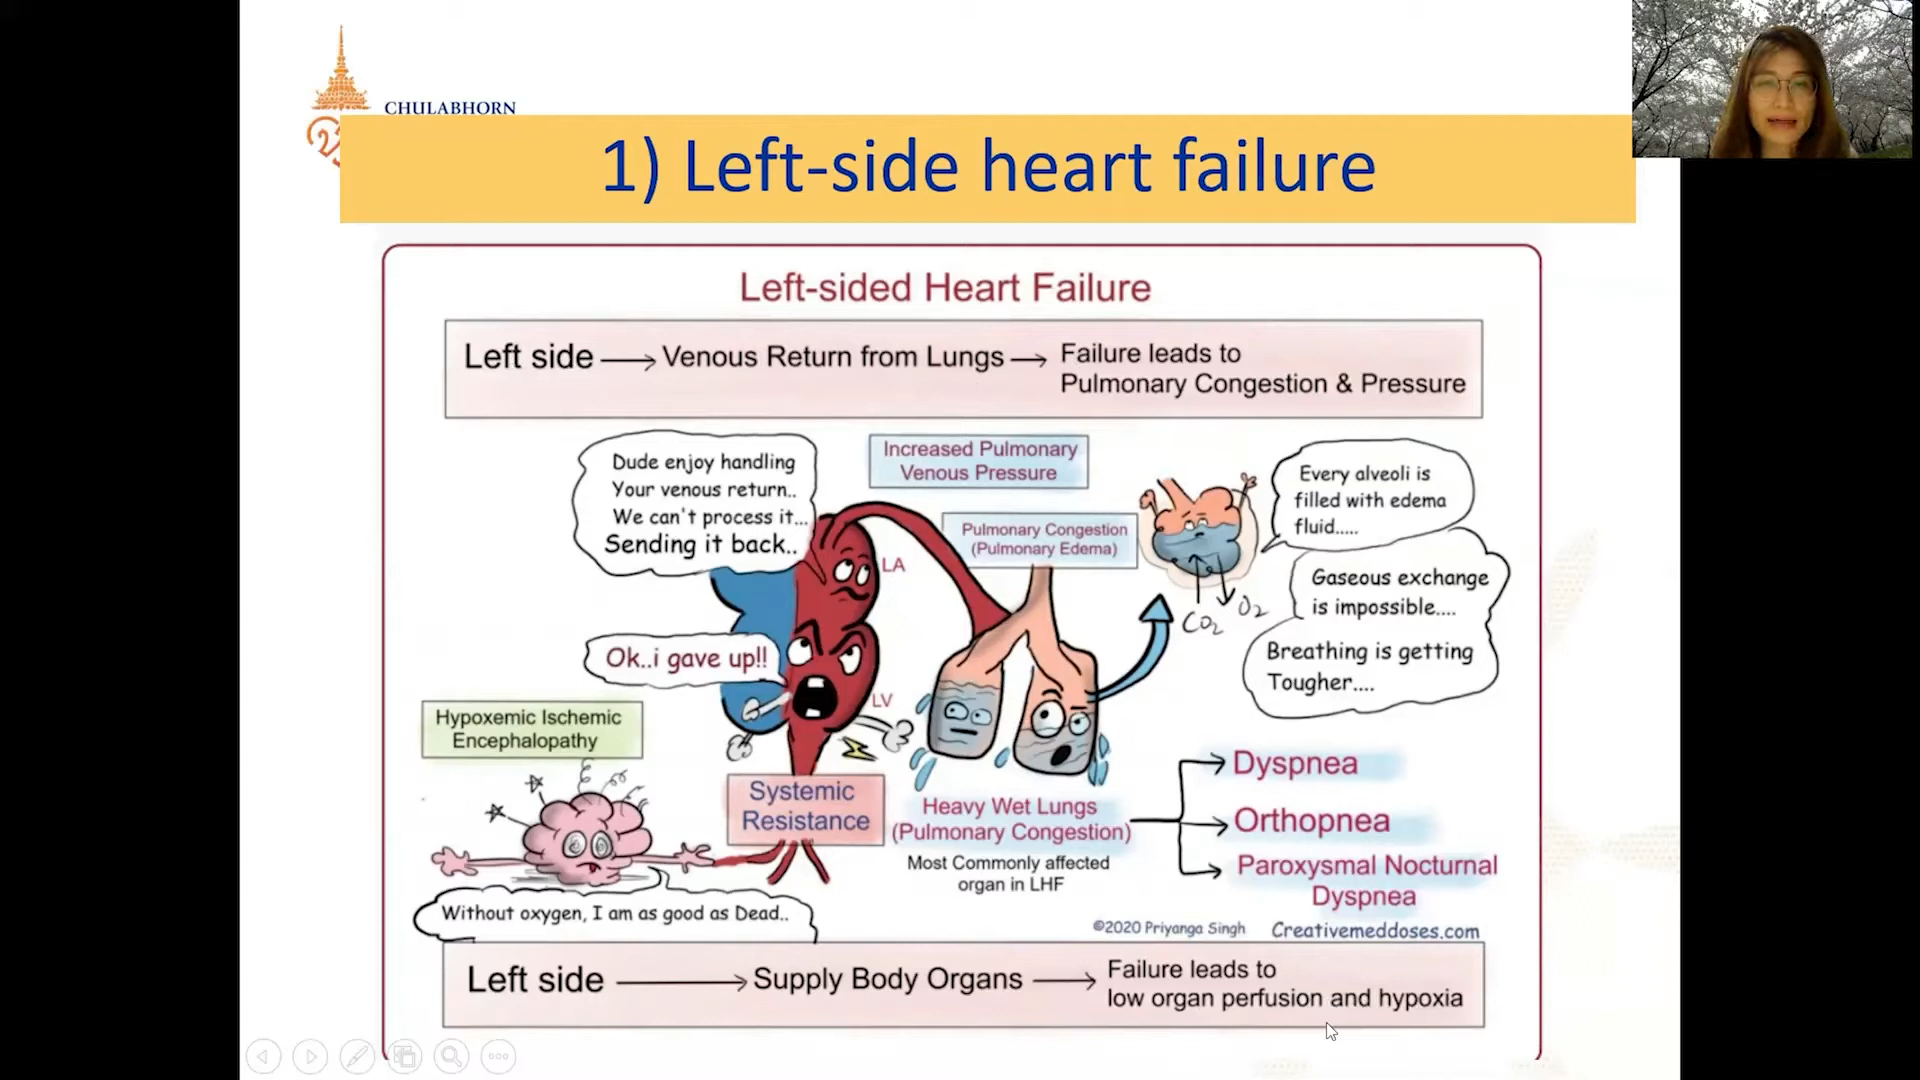 CHULABHORN
1) Left-side heart failure
Left-sided Heart Failure
Left side
Venous Return from Lungs
Failure leads to
Pulmonary Congestion & Pressure
Dude enjoy handling
Your venous return..
We can't process it...
Sending it back..
Increased Pulmonary
Venous Pressure
Pulmonary Congestion
(Pulmonary Edema)
Every alveoli is
filled with edema
fluid.....
LA
Gaseous exchange
is impossible....
CO2
O2
Ok..i gave up!!
Breathing is getting
Tougher....
LV
Hypoxemic Ischemic
Encephalopathy
Systemic
Resistance
Heavy Wet Lungs
(Pulmonary Congestion)
Most Commonly affected
organ in LHF
Dyspnea
Orthopnea
Paroxysmal Nocturnal
Dyspnea
Without oxygen, I am as good as Dead..
©2020 Priyanga Singh
Creativemeddoses.com
Left side
Supply Body Organs
Failure leads to
low organ perfusion and hypoxia